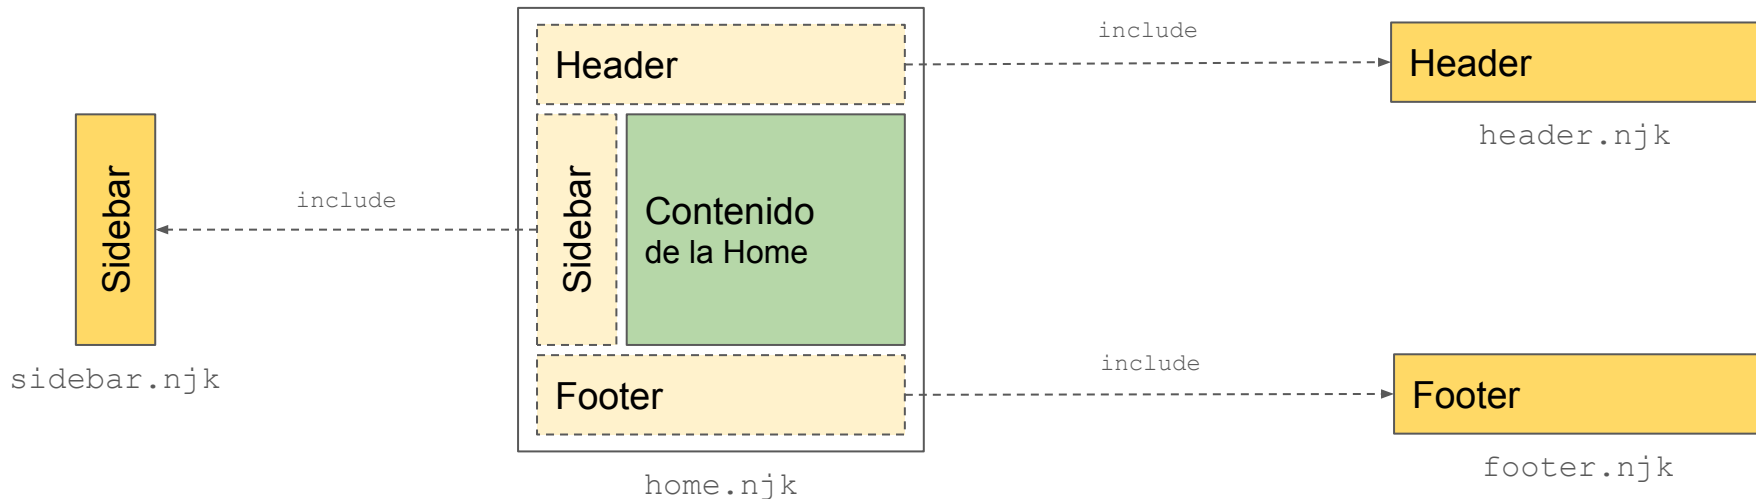 Header
include
Header
header.njk
Sidebar
include
Sidebar
Contenido
de la Home
sidebar.njk
Footer
include
Footer
footer.njk
home.njk